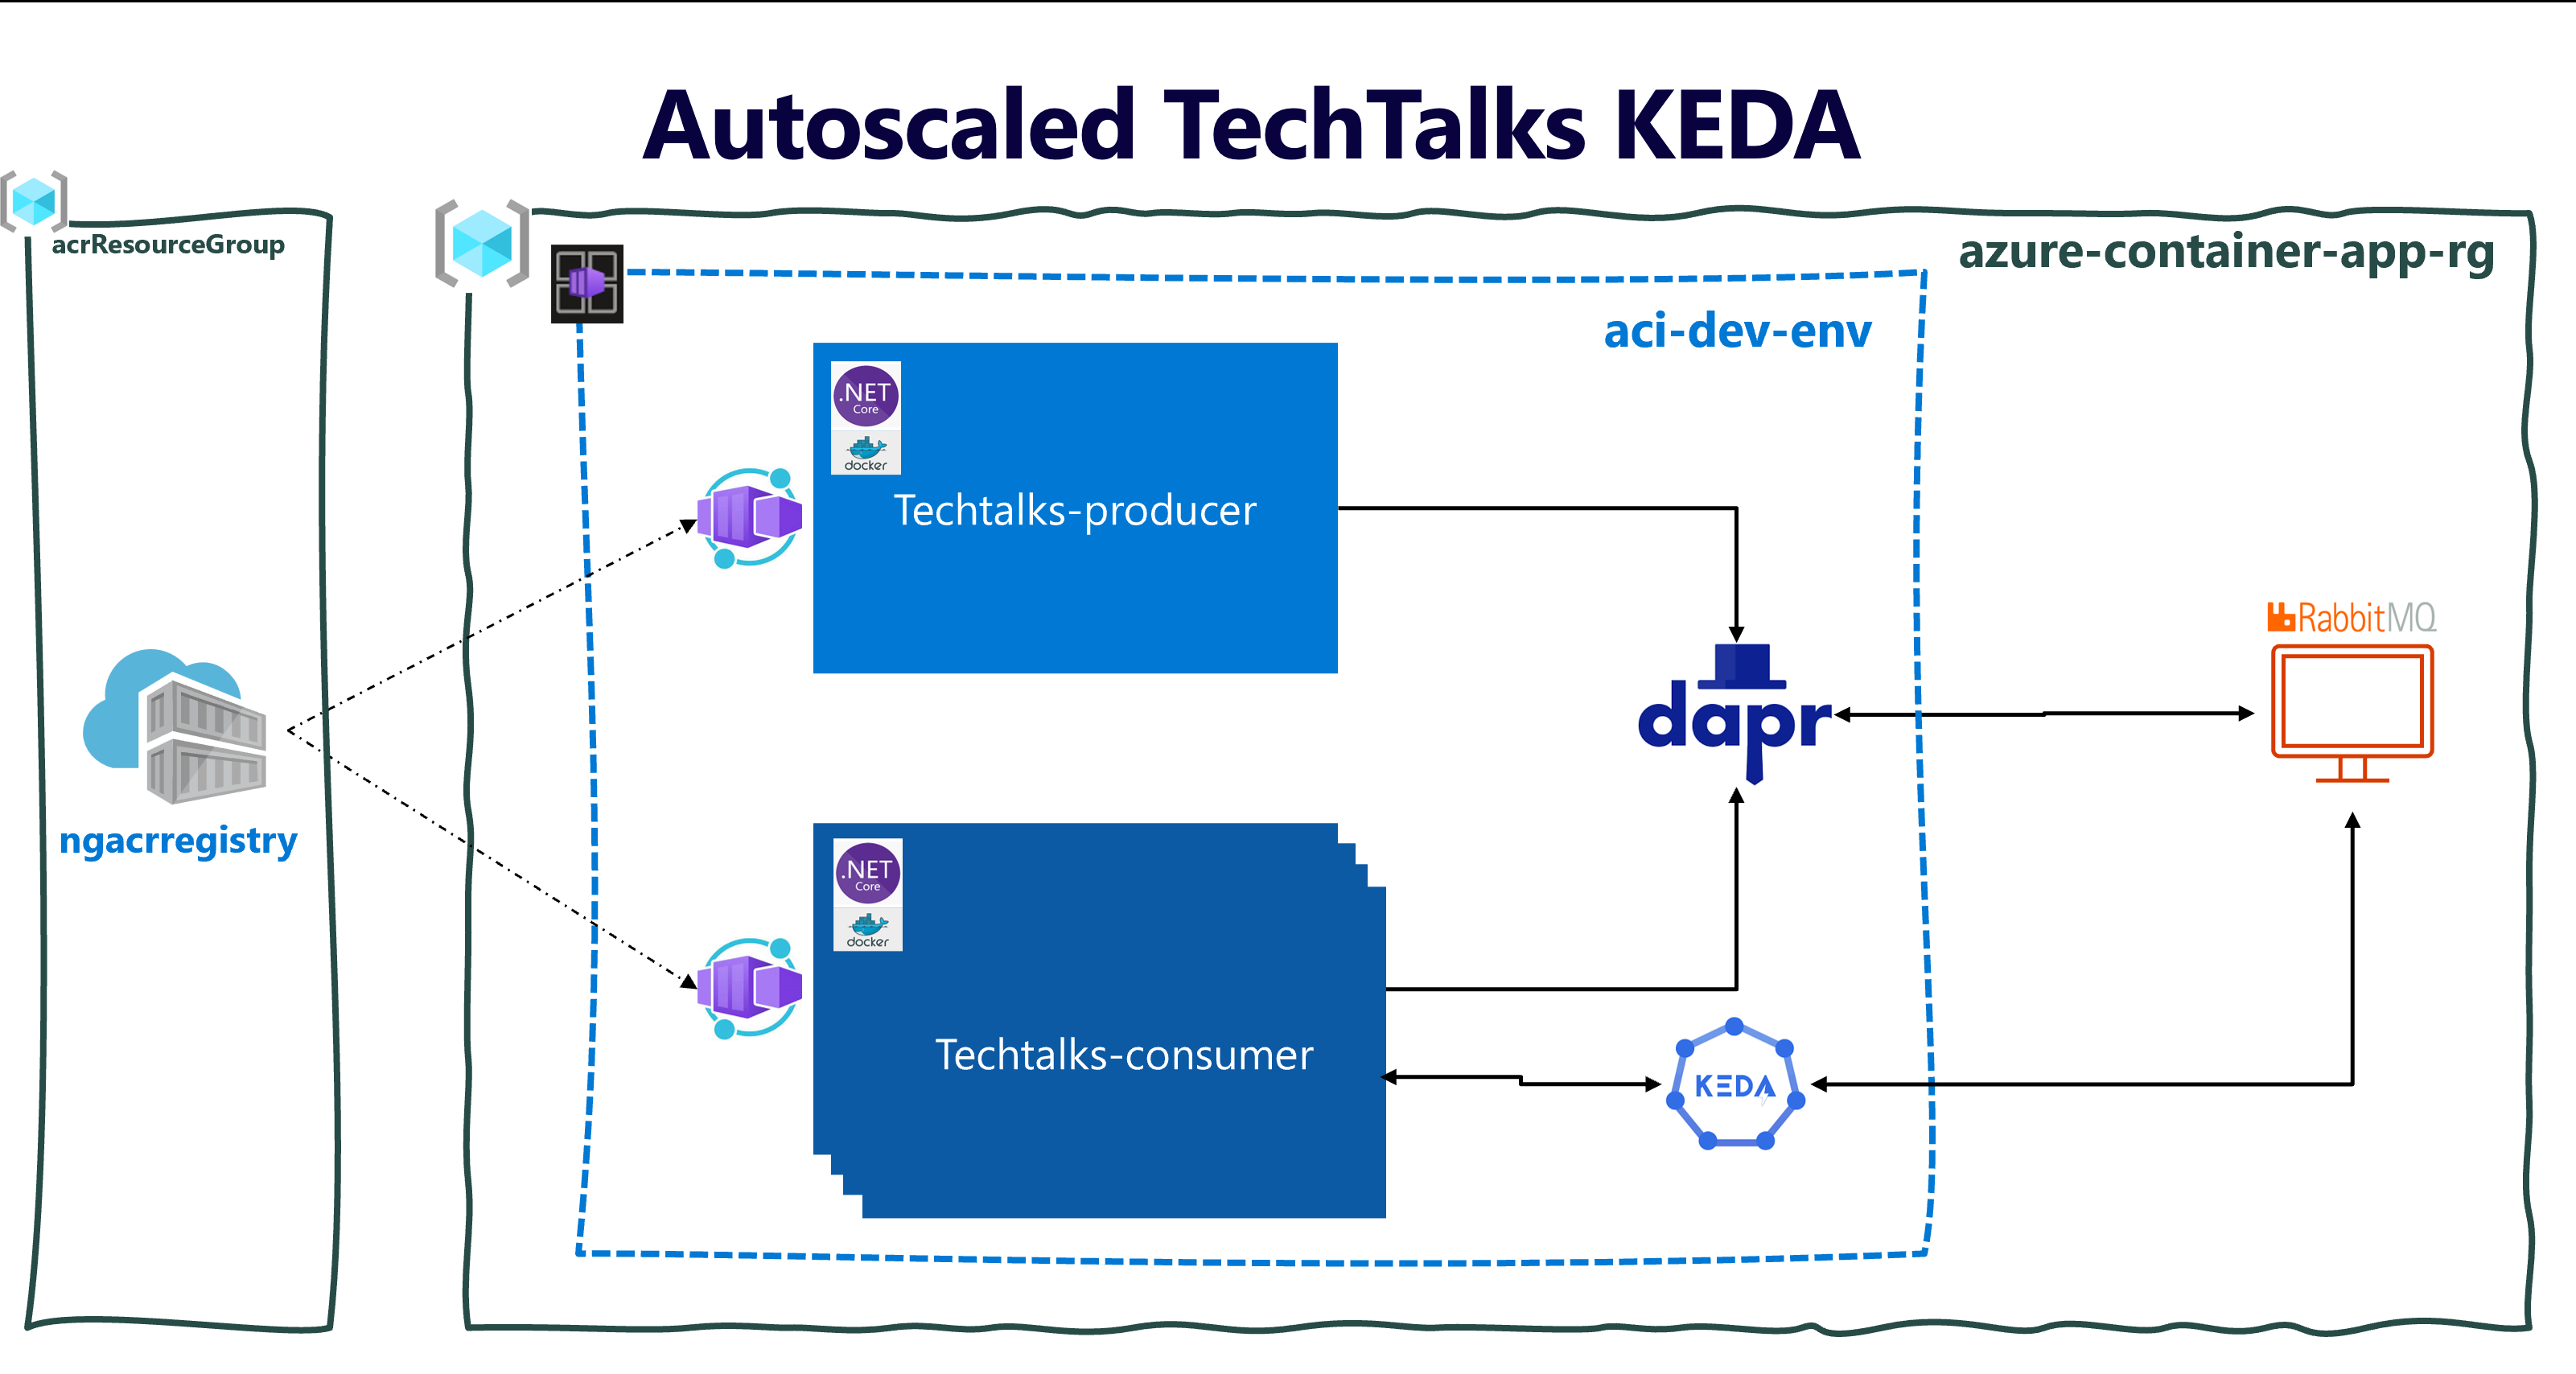 Autoscaled TechTalks KEDA
acrResourceGroup
azure-container-app-rg
aci-dev-env
.NET
Core
docker
Techtalks-producer
RabbitMQ
dapr
ngacrregistry
.NET
Core
docker
Techtalks-consumer
KEDA